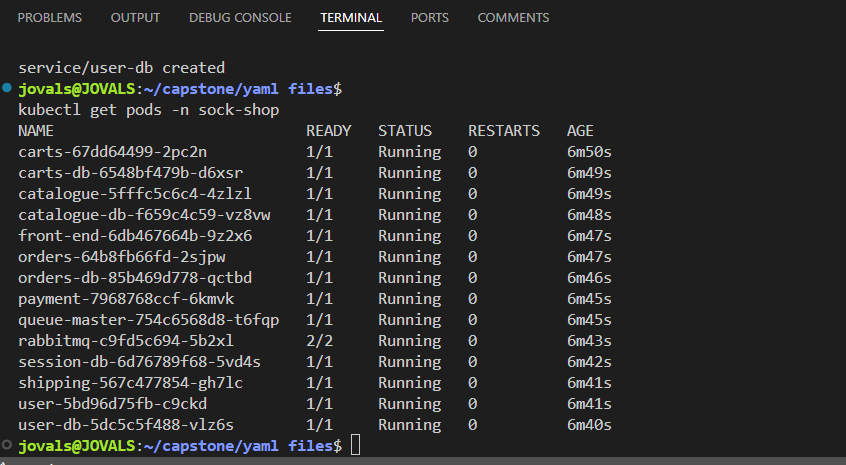 PROBLEMS OUTPUT DEBUG CONSOLE TERMINAL PORTS COMMENTS
service/user-db created
jovals@JOVALS:~/capstone/yaml files$
kubectl get pods -n sock-shop
NAME READY STATUS RESTARTS AGE
carts-67dd64499-2pc2n 1/1 Running 0 6m50s
carts-db-6548bf479b-d6xsr 1/1 Running 0 6m49s
catalogue-5fffc5c6c4-4zlzl 1/1 Running 0 6m49s
catalogue-db-f659c4c59-vz8vw 1/1 Running 0 6m48s
front-end-6db467664b-9z2x6 1/1 Running 0 6m47s
orders-64b8fb66fd-2sjpw 1/1 Running 0 6m47s
orders-db-85b469d778-qctbd 1/1 Running 0 6m46s
payment-7968768ccf-6kmvk 1/1 Running 0 6m45s
queue-master-754c6568d8-t6fqp 1/1 Running 0 6m45s
rabbitmq-c9fd5c694-5b2xl 2/2 Running 0 6m43s
session-db-6d76789f68-5vd4s 1/1 Running 0 6m42s
shipping-567c477854-gh7lc 1/1 Running 0 6m41s
user-5bd96d75fb-c9ckd 1/1 Running 0 6m41s
user-db-5dc5c5f488-vlz6s 1/1 Running 0 6m40s
jovals@JOVALS:~/capstone/yaml files$